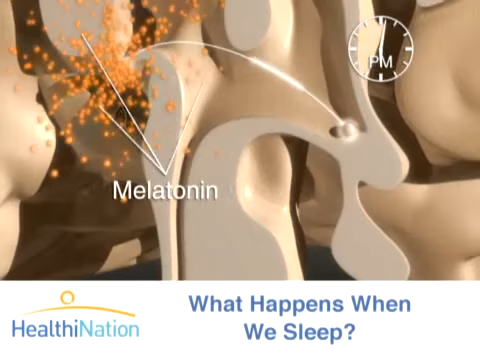 PM
Melatonin
What Happens When
We Sleep?
HealthiNation